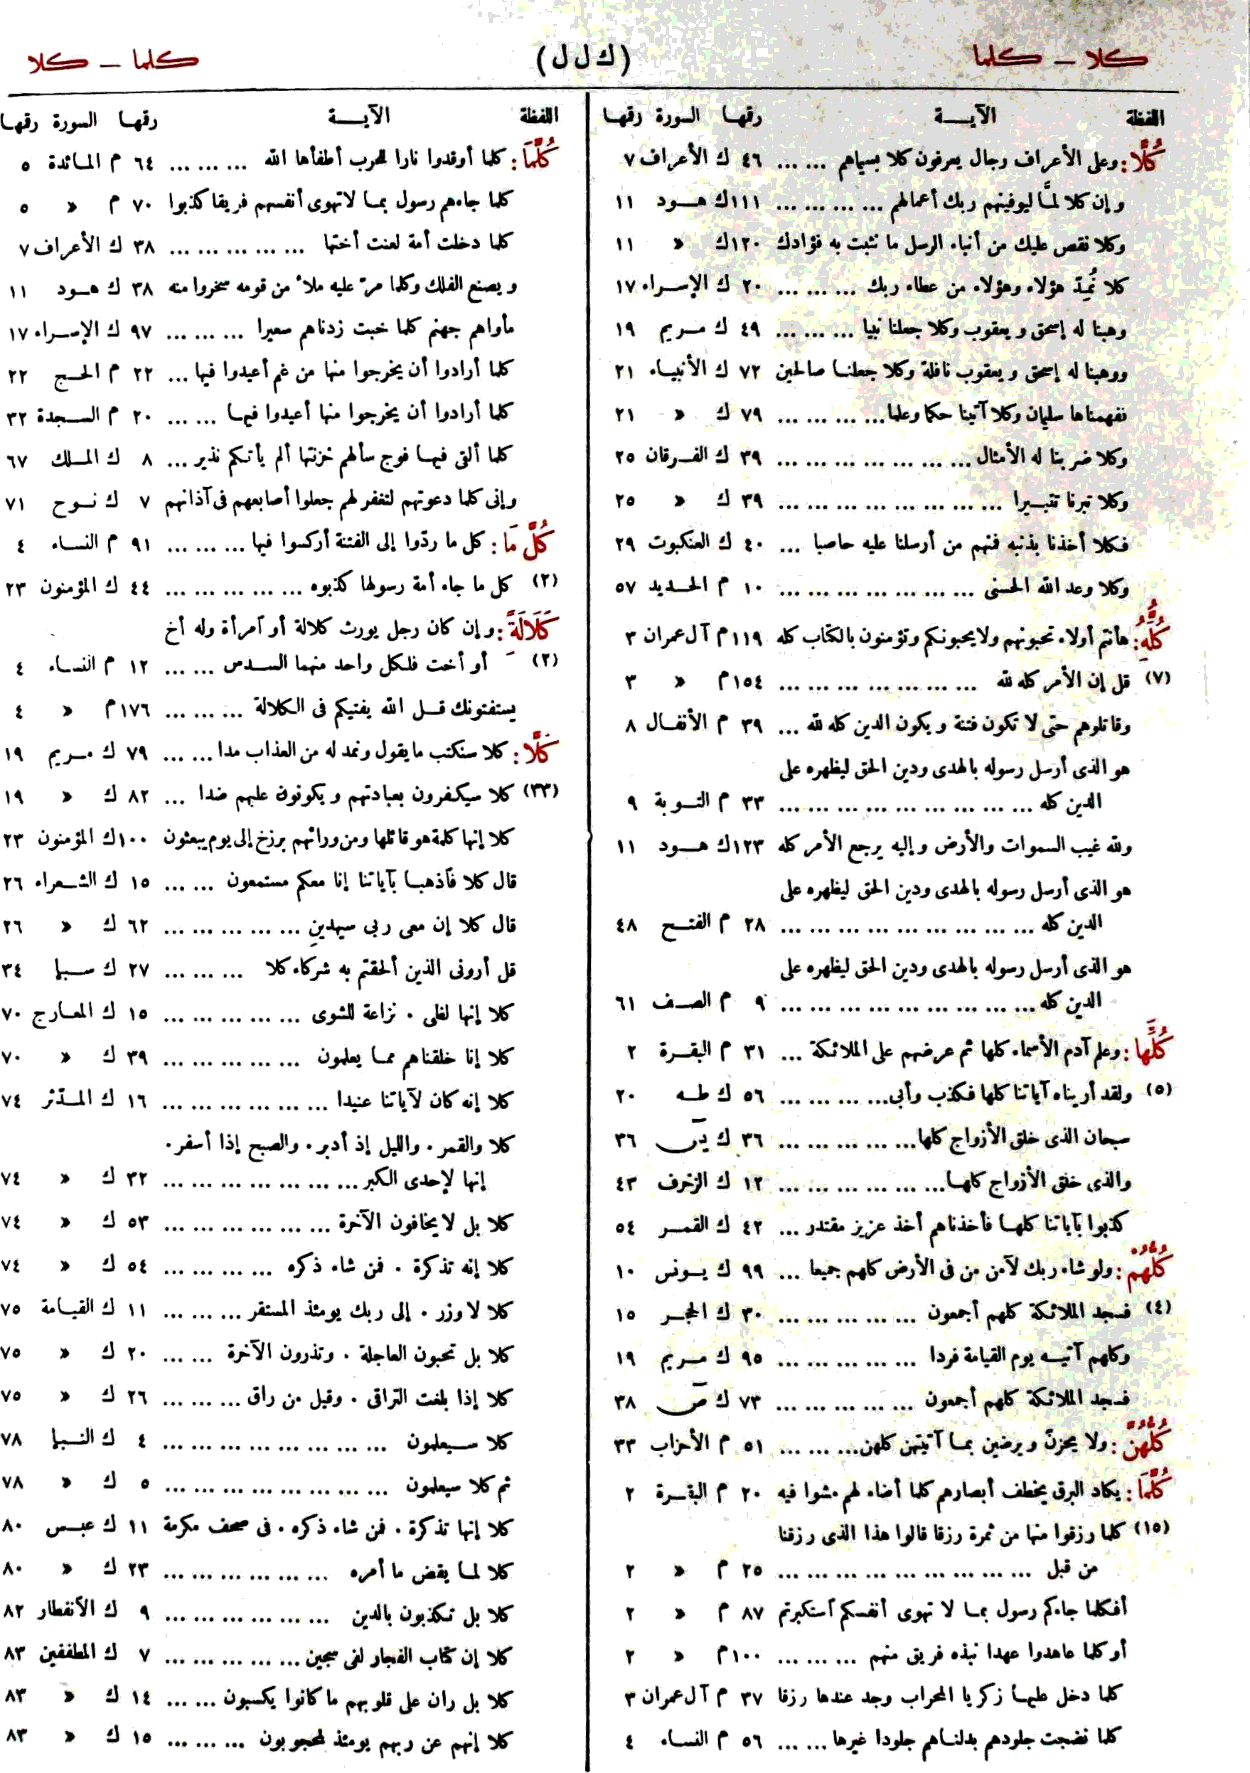 كلا - كلما
(ك ل ل)
كلما - كلا
اللفظة الآيــــة رقمها السورة رقمها
كُلًّا : وعلى الأعراف رجال يعرفون كلا بسيماهم ... ... ٤٦ ك الأعراف ٧
وإن كلا لمَّا ليوفينهم ربك أعمالهم ... ... ... ... ١١١ ك هود ١١
وكلا نقص عليك من أنباء الرسل ما نثبت به فؤادك ١٢٠ ك » ١١
كلا نُمِدّ هؤلاء وهؤلاء من عطاء ربك ... ... ... ٢٠ ك الإسراء ١٧
وهبنا له إسحق ويعقوب وكلا جعلنا نبيا ... ... ... ٤٩ ك مريم ١٩
ووهبنا له إسحق ويعقوب نافلة وكلا جعلنا صالحين ٧٢ ك الأنبياء ٢١
ففهمناها سليمان وكلا آتينا حكما وعلما ... ... ... ... ٧٩ ك » ٢١
وكلا ضربنا له الأمثال ... ... ... ... ... ... ... ٣٩ ك الفرقان ٢٥
وكلا تبرنا تتبيرا ... ... ... ... ... ... ... ... ٣٩ ك » ٢٥
فكلا أخذنا بذنبه فمنهم من أرسلنا عليه حاصبا ... ٤٠ ك العنكبوت ٢٩
وكلا وعد الله الحسنى ... ... ... ... ... ... ... ١٠ م الحديد ٥٧
كُلُّهُ : هأنتم أولاء تحبونهم ولا يحبونكم وتؤمنون بالكتاب كله ١١٩ م آل عمران ٣
(٧) قل إن الأمر كله لله ... ... ... ... ... ... ... ١٥٤ م » ٣
وقاتلوهم حتى لا تكون فتنة ويكون الدين كله لله ... ٣٩ م الأنفال ٨
هو الذى أرسل رسوله بالهدى ودين الحق ليظهره على
الدين كله ... ... ... ... ... ... ... ... ... ٣٣ م التوبة ٩
ولله غيب السموات والأرض وإليه يرجع الأمر كله ١٢٣ ك هود ١١
هو الذى أرسل رسوله بالهدى ودين الحق ليظهره على
الدين كله ... ... ... ... ... ... ... ... ... ٢٨ م الفتح ٤٨
هو الذى أرسل رسوله بالهدى ودين الحق ليظهره على
الدين كله ... ... ... ... ... ... ... ... ... ٩ م الصف ٦١
كُلَّهَا : وعلم آدم الأسماء كلها ثم عرضهم على الملائكة ... ٣١ م البقرة ٢
(٥) ولقد أريناه آياتنا كلها فكذب وأبى ... ... ... ... ٥٦ ك طه ٢٠
سبحان الذى خلق الأزواج كلها ... ... ... ... ... ٣٦ ك يس ٣٦
والذى خلق الأزواج كلها ... ... ... ... ... ... ١٢ ك الزخرف ٤٣
كذبوا بآياتنا كلها فأخذناهم أخذ عزيز مقتدر ... ٤٢ ك القمر ٥٤
كُلُّهُمْ : ولو شاء ربك لآمن من فى الأرض كلهم جميعا ... ٩٩ ك يونس ١٠
(٤) فسجد الملائكة كلهم أجمعون ... ... ... ... ... ٣٠ ك الحجر ١٥
وكلهم آتيه يوم القيامة فردا ... ... ... ... ... ٩٥ ك مريم ١٩
فسجد الملائكة كلهم أجمعون ... ... ... ... ... ٧٣ ك ص ٣٨
كُلُّهُنَّ : ولا يحزن ويرضين بما آتيتهن كلهن ... ... ... ٥١ م الأحزاب ٣٣
كُلَّمَا : يكاد البرق يخطف أبصارهم كلما أضاء لهم مشوا فيه ٢٠ م البقرة ٢
(١٥) كلما رزقوا منها من ثمرة رزقا قالوا هذا الذى رزقنا
من قبل ... ... ... ... ... ... ... ... ... ٢٥ م » ٢
أفكلما جاءكم رسول بما لا تهوى أنفسكم أستكبرتم ٨٧ م » ٢
أوكلما عاهدوا عهدا نبذه فريق منهم ... ... ... ١٠٠ م » ٢
كلما دخل عليها زكريا المحراب وجد عندها رزقا ٣٧ م آل عمران ٣
كلما نضجت جلودهم بدلناهم جلودا غيرها ... ... ٥٦ م النساء ٤
اللفظة الآيــــة رقمها السورة رقمها
كُلَّمَا : كلما أوقدوا نارا للحرب أطفأها الله ... ... ... ٦٤ م المائدة ٥
كلما جاءهم رسول بما لا تهوى أنفسهم فريقا كذبوا ٧٠ م » ٥
كلما دخلت أمة لعنت أختها ... ... ... ... ... ٣٨ ك الأعراف ٧
ويصنع الفلك وكلما مرّ عليه ملأ من قومه سخروا منه ٣٨ ك هود ١١
مأواهم جهنم كلما خبت زدناهم سعيرا ... ... ... ٩٧ ك الإسراء ١٧
كلما أرادوا أن يخرجوا منها من غم أعيدوا فيها ... ٢٢ م الحج ٢٢
كلما أرادوا أن يخرجوا منها أعيدوا فيها ... ... ٢٠ م السجدة ٣٢
كلما ألقى فيها فوج سألهم خزنتها ألم يأتكم نذير ... ٨ ك الملك ٦٧
وإنى كلما دعوتهم لتغفر لهم جعلوا أصابعهم فى آذانهم ٧ ك نوح ٧١
كُلَّ مَا : كل ما ردّوا إلى الفتنة أركسوا فيها ... ... ... ٩١ م النساء ٤
(٢) كل ما جاء أمة رسولها كذبوه ... ... ... ... ... ٤٤ ك المؤمنون ٢٣
كَلَالَةً : وإن كان رجل يورث كلالة أو أمرأة وله أخ
(٢) أو أخت فلكل واحد منهما السدس ... ... ١٢ م النساء ٤
يستفتونك قل الله يفتيكم فى الكلالة ... ... ... ١٧٦ م » ٤
كَلَّا : كلا سنكتب ما يقول ونمد له من العذاب مدا ... ... ٧٩ ك مريم ١٩
(٣٣) كلا سيكفرون بعبادتهم ويكونون عليهم ضدا ... ٨٢ ك » ١٩
كلا إنها كلمة هو قائلها ومن ورائهم برزخ إلى يوم يبعثون ١٠٠ ك المؤمنون ٢٣
قال كلا فأذهبا بآياتنا إنا معكم مستمعون ... ... ١٥ ك الشعراء ٢٦
قال كلا إن معى ربى سيهدينِ ... ... ... ... ... ٦٢ ك » ٢٦
قل أرونى الذين ألحقتم به شركاء كلا ... ... ... ٢٧ ك سبإ ٣٤
كلا إنها لظى . نزاعة للشوى ... ... ... ... ... ١٥ ك المعارج ٧٠
كلا إنا خلقناهم مما يعلمون ... ... ... ... ... ٣٩ ك » ٧٠
كلا إنه كان لآياتنا عنيدا ... ... ... ... ... ... ١٦ ك المدّثر ٧٤
كلا والقمر . والليل إذ أدبر . والصبح إذا أسفر .
إنها لإحدى الكبر ... ... ... ... ... ... ... ٣٢ ك » ٧٤
كلا بل لا يخافون الآخرة ... ... ... ... ... ... ٥٣ ك » ٧٤
كلا إنه تذكرة . فمن شاء ذكره ... ... ... ... ٥٤ ك » ٧٤
كلا لا وزر . إلى ربك يومئذ المستقر ... ... ... ١١ ك القيامة ٧٥
كلا بل تحبون العاجلة . وتذرون الآخرة ... ... ٢٠ ك » ٧٥
كلا إذا بلغت التراقى . وقيل من راق ... ... ... ٢٦ ك » ٧٥
كلا سيعلمون ... ... ... ... ... ... ... ... ٤ ك النبإ ٧٨
ثم كلا سيعلمون ... ... ... ... ... ... ... ... ٥ ك » ٧٨
كلا إنها تذكرة . فمن شاء ذكره . فى صحف مكرمة ١١ ك عبس ٨٠
كلا لما يقض ما أمره ... ... ... ... ... ... ٢٣ ك » ٨٠
كلا بل تكذبون بالدين ... ... ... ... ... ... ٩ ك الأنفطار ٨٢
كلا إن كتاب الفجار لفى سجين ... ... ... ... ... ٧ ك المطففين ٨٣
كلا بل ران على قلوبهم ما كانوا يكسبون ... ... ١٤ ك » ٨٣
كلا إنهم عن ربهم يومئذ لمحجوبون ... ... ... ١٥ ك » ٨٣